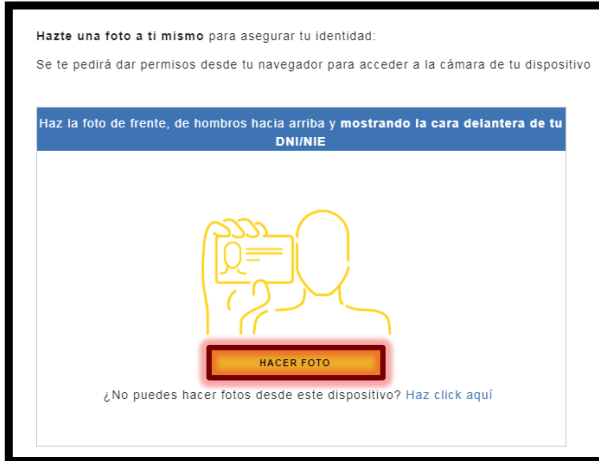 Hazte una foto a ti mismo para asegurar tu identidad:
Se te pedirá dar permisos desde tu navegador para acceder a la cámara de tu dispositivo
Haz la foto de frente, de hombros hacia arriba y mostrando la cara delantera de tu
DNI/NIE
HACER FOTO
¿No puedes hacer fotos desde este dispositivo? Haz click aquí